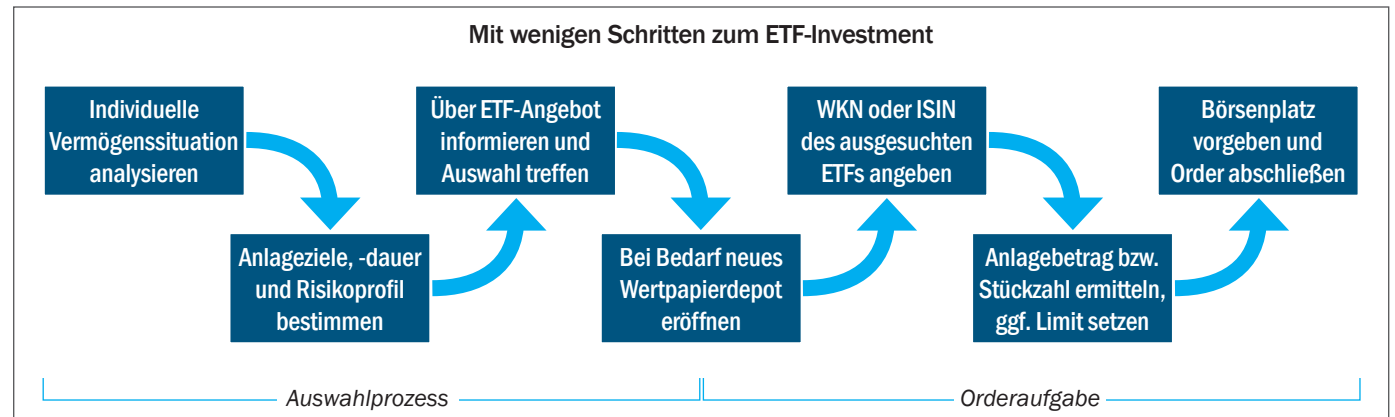 Mit wenigen Schritten zum ETF-Investment
Individuelle
Vermögenssituation
analysieren
Anlageziele, -dauer
und Risikoprofil
bestimmen
Über ETF-Angebot
informieren und
Auswahl treffen
Bei Bedarf neues
Wertpapierdepot
eröffnen
WKN oder ISIN
des ausgesuchten
ETFs angeben
Anlagebetrag bzw.
Stückzahl ermitteln,
ggf. Limit setzen
Börsenplatz
vorgeben und
Order abschließen
Auswahlprozess
Orderaufgabe